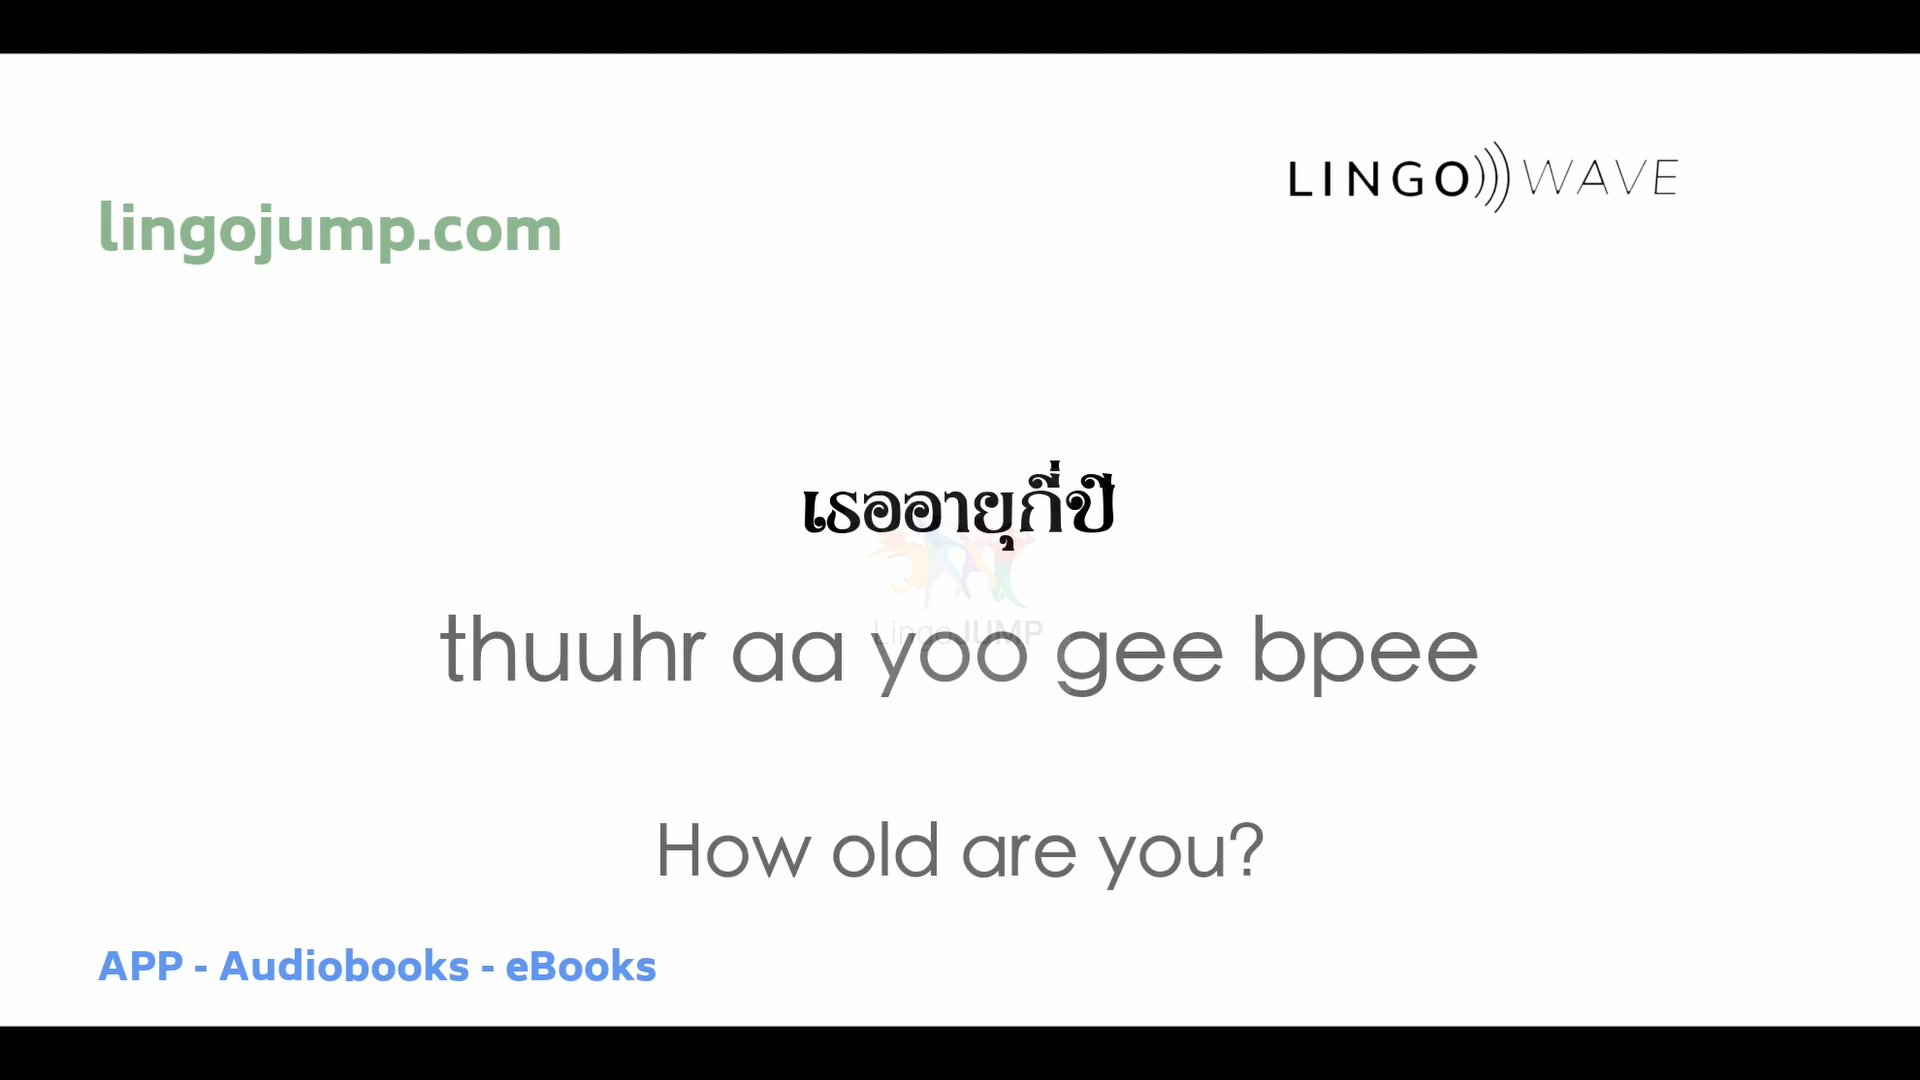 LINGO WAVE
lingojump.com
เธออายุกี่ปี
LingoJUMP
thuuhr aa yoo gee bpee
How old are you?
APP - Audiobooks - eBooks